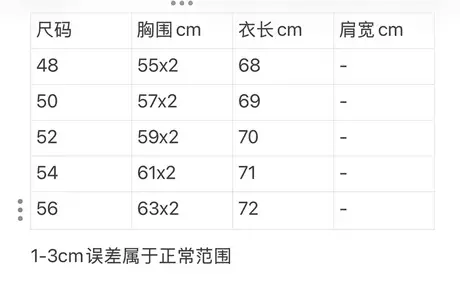 尺码 胸围cm 衣长cm 肩宽cm
48 55x2 68 -
50 57x2 69 -
52 59x2 70 -
54 61x2 71 -
56 63x2 72 -
1-3cm误差属于正常范围